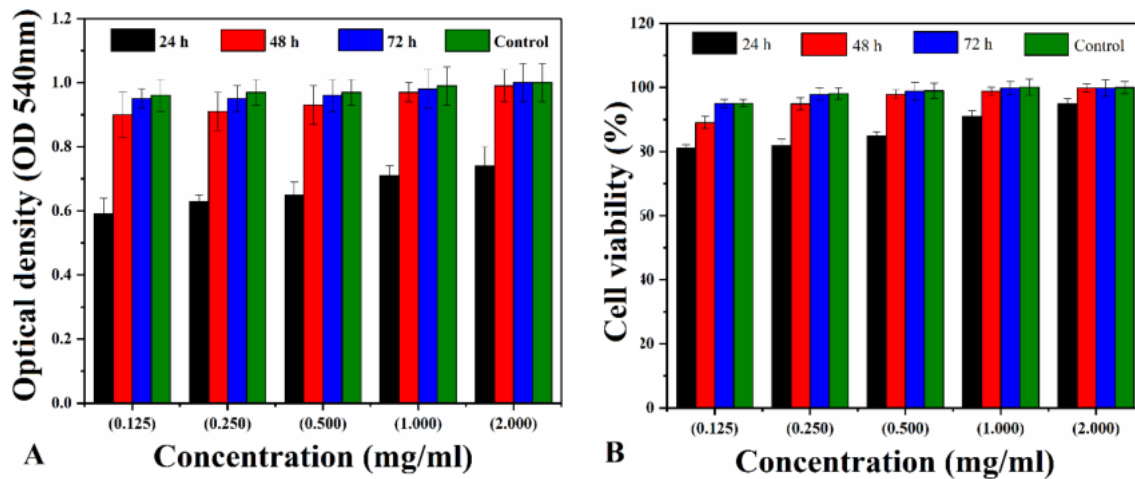 Optical density (OD 540nm)
1.2
1.0
0.8
0.6
0.4
0.2
0.0
24 h
48 h
72 h
Control
(0.125)
(0.250)
(0.500)
(1.000)
(2.000)
A
Concentration (mg/ml)
Cell viability (%)
120
100
80
60
40
20
0
24 h
48 h
72 h
Control
(0.125)
(0.250)
(0.500)
(1.000)
(2.000)
B
Concentration (mg/ml)